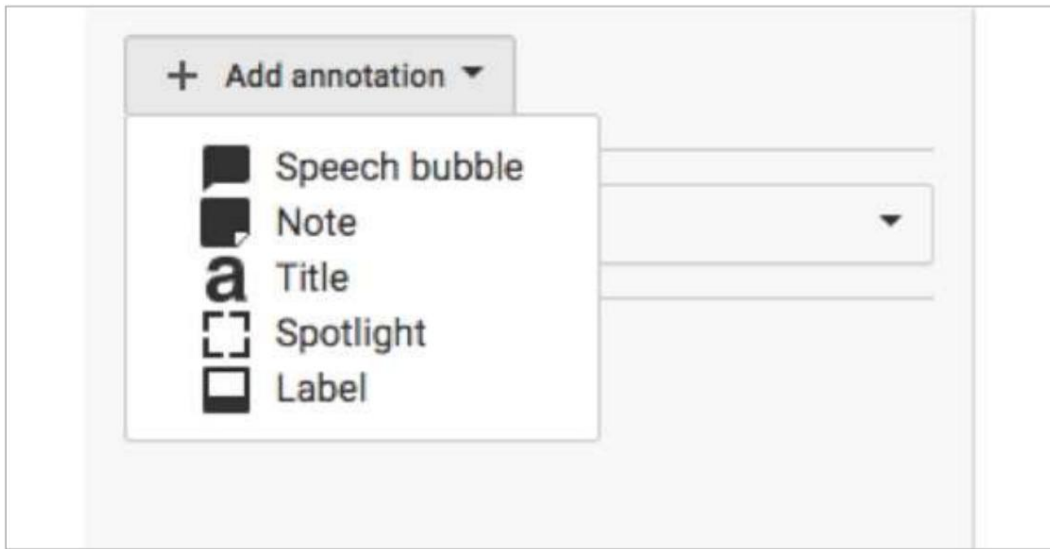 + Add annotation
Speech bubble
Note
a Title
Spotlight
Label